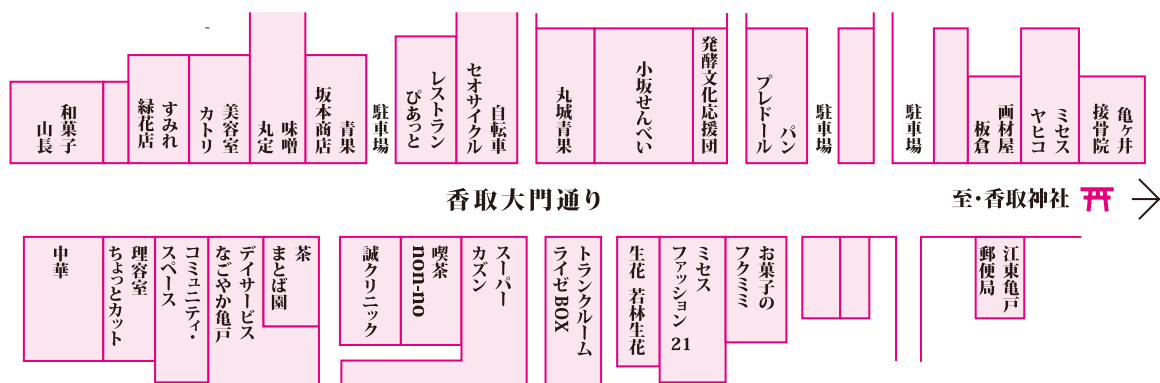 和菓子
山長
すみれ
緑花店
美容室
カトリ
味噌
丸定
青果
坂本商店
駐車場
レストラン
ぴあっと
自転車
セオサイクル
丸城青果
小坂せんべい
発酵文化応援団
パン
プレドール
駐車場
駐車場
画材屋
板倉
ミセス
ヤヒコ
亀ヶ井
接骨院
香取大門通り
至・香取神社
中華
理容室
ちょっとカット
コミュニティ・
スペース
デイサービス
なごやか亀戸
茶
まとば園
誠クリニック
喫茶
non-no
スーパー
カズン
トランクルーム
ライゼBOX
生花 若林生花
ミセス
ファッション21
お菓子の
フクミミ
江東亀戸
郵便局